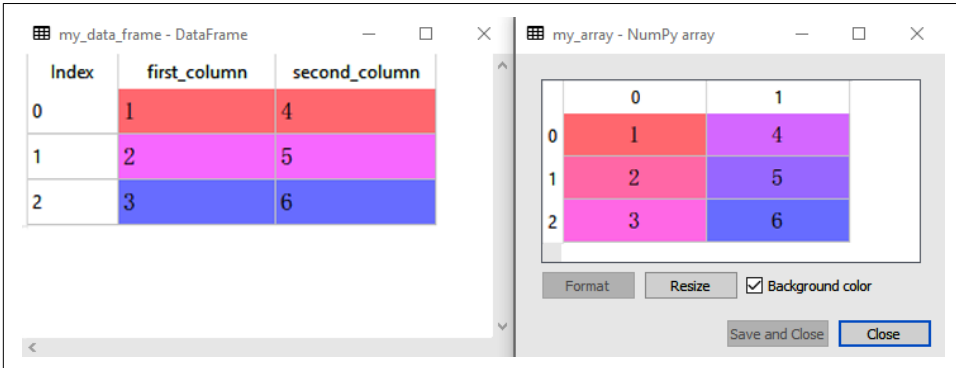 my_data_frame - DataFrame
Index first_column second_column
0 1 4
1 2 5
2 3 6
my_array - NumPy array
0 1
0 1 4
1 2 5
2 3 6
Format Resize Background color
Save and Close Close